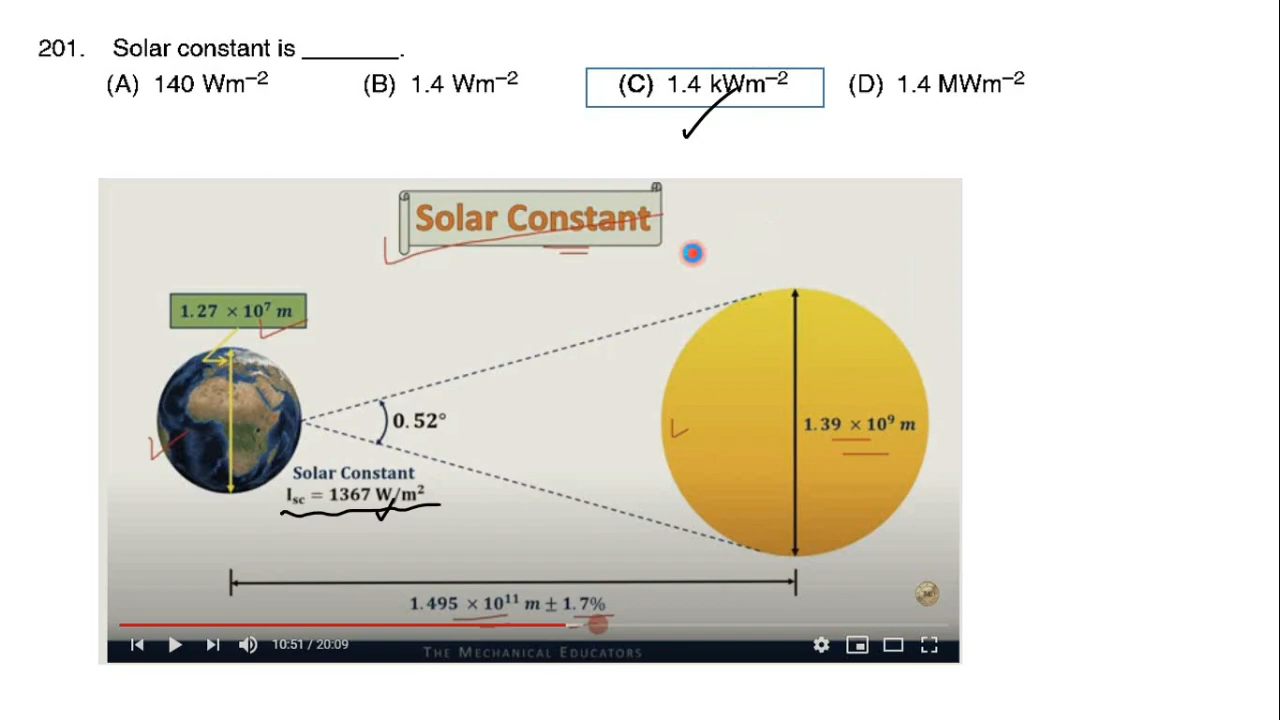 201. Solar constant is _______.
(A) 140 Wm⁻² (B) 1.4 Wm⁻² (C) 1.4 kWm⁻² (D) 1.4 MWm⁻²
Solar Constant
1.27 × 10⁷ m
0.52°
1.39 × 10⁹ m
Solar Constant
Isc = 1367 W/m²
1.495 × 10¹¹ m ± 1.7%
10:51 / 20:09
THE MECHANICAL EDUCATORS